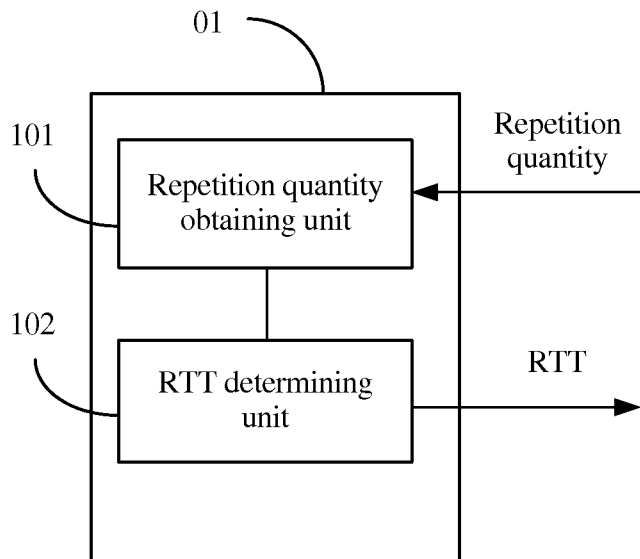 01
101
Repetition
quantity
Repetition quantity
obtaining unit
102
RTT determining
unit
RTT